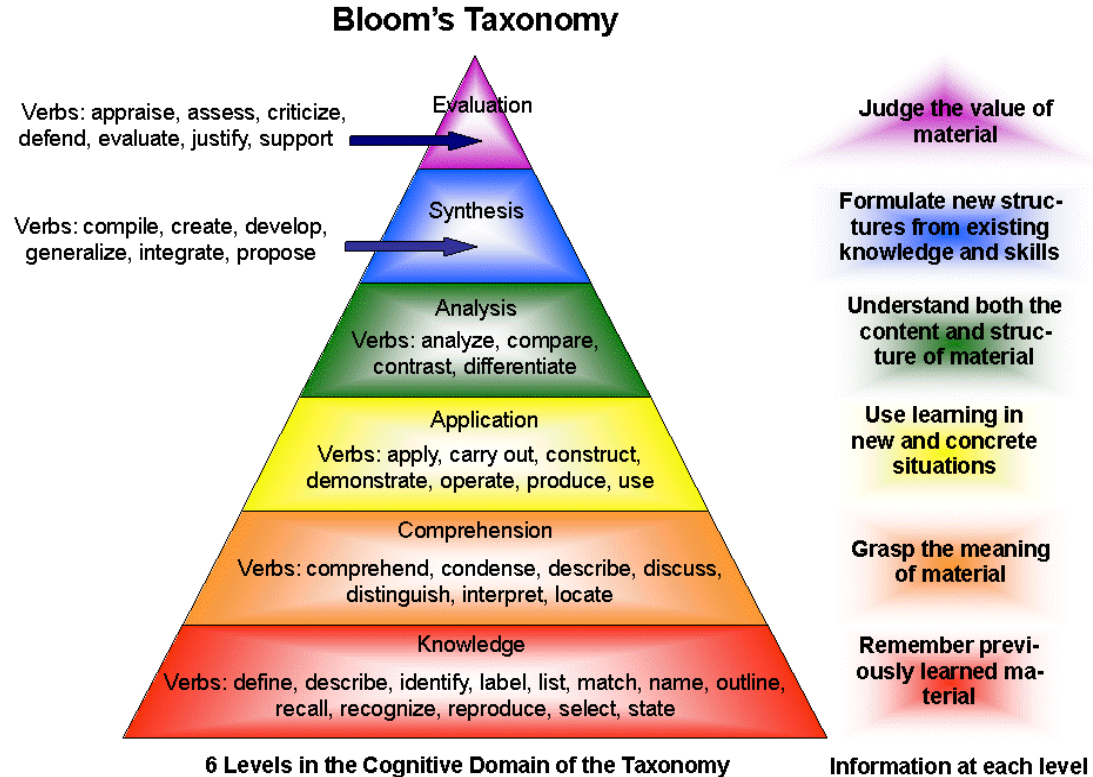 Bloom's Taxonomy
Evaluation
Verbs: appraise, assess, criticize,
defend, evaluate, justify, support
Judge the value of
material
Synthesis
Verbs: compile, create, develop,
generalize, integrate, propose
Formulate new struc-
tures from existing
knowledge and skills
Analysis
Verbs: analyze, compare,
contrast, differentiate
Understand both the
content and struc-
ture of material
Application
Verbs: apply, carry out, construct,
demonstrate, operate, produce, use
Use learning in
new and concrete
situations
Comprehension
Verbs: comprehend, condense, describe, discuss,
distinguish, interpret, locate
Grasp the meaning
of material
Knowledge
Verbs: define, describe, identify, label, list, match, name, outline,
recall, recognize, reproduce, select, state
Remember previ-
ously learned ma-
terial
6 Levels in the Cognitive Domain of the Taxonomy
Information at each level